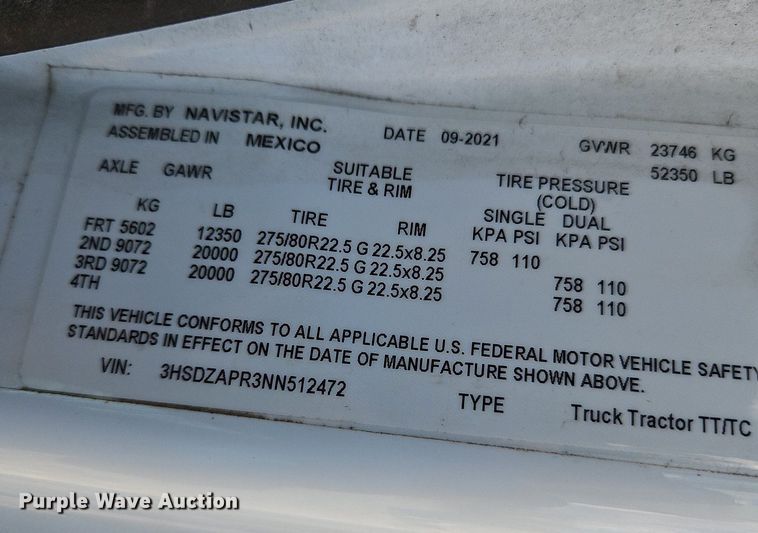 MFG. BY NAVISTAR, INC.
ASSEMBLED IN MEXICO DATE 09-2021 GVWR 23746 KG
52350 LB
AXLE GAWR SUITABLE TIRE PRESSURE
TIRE & RIM (COLD)
KG LB TIRE RIM SINGLE DUAL
KPA PSI KPA PSI
FRT 5602 12350 275/80R22.5 G 22.5x8.25 758 110
2ND 9072 20000 275/80R22.5 G 22.5x8.25 758 110
3RD 9072 20000 275/80R22.5 G 22.5x8.25 758 110
4TH
THIS VEHICLE CONFORMS TO ALL APPLICABLE U.S. FEDERAL MOTOR VEHICLE SAFETY
STANDARDS IN EFFECT ON THE DATE OF MANUFACTURE SHOWN ABOVE.
VIN: 3HSDZAPR3NN512472 TYPE Truck Tractor TT/TC
Purple Wave Auction